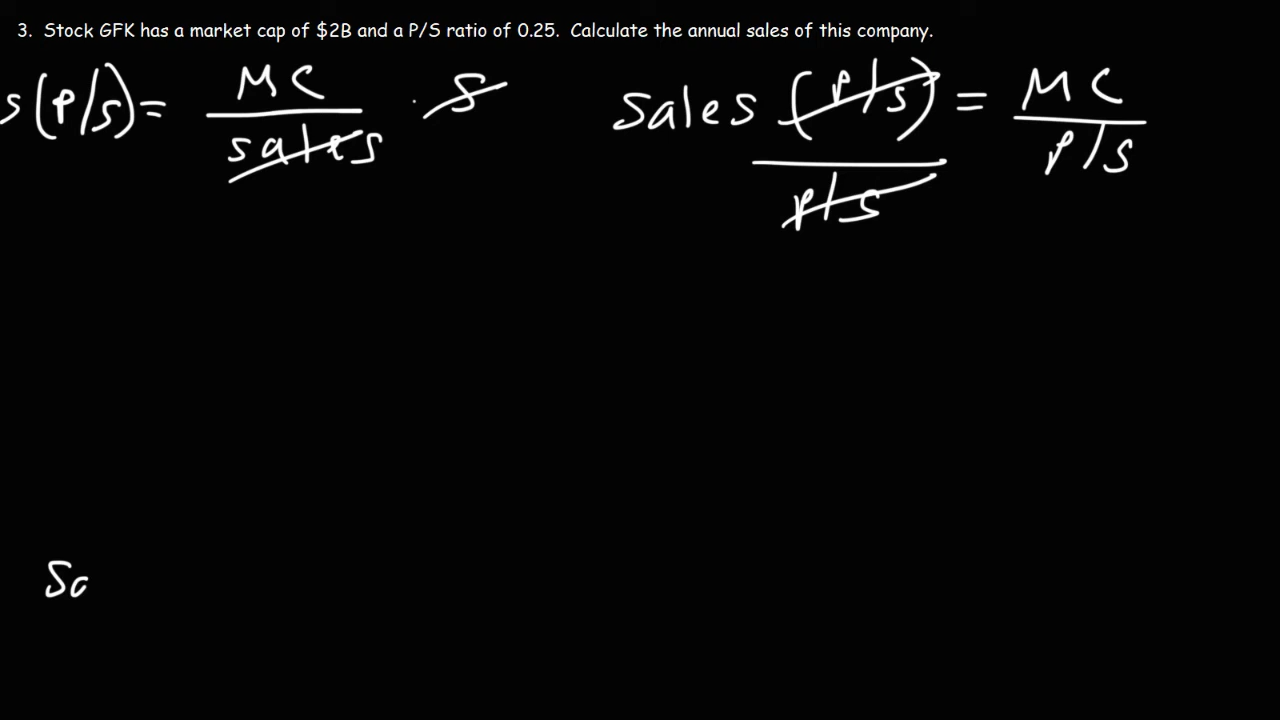 3. Stock GFK has a market cap of $2B and a P/S ratio of 0.25. Calculate the annual sales of this company.
s(P/s) = MC / sales · S
sales (P/s) / P/s = MC / P/S
Sa